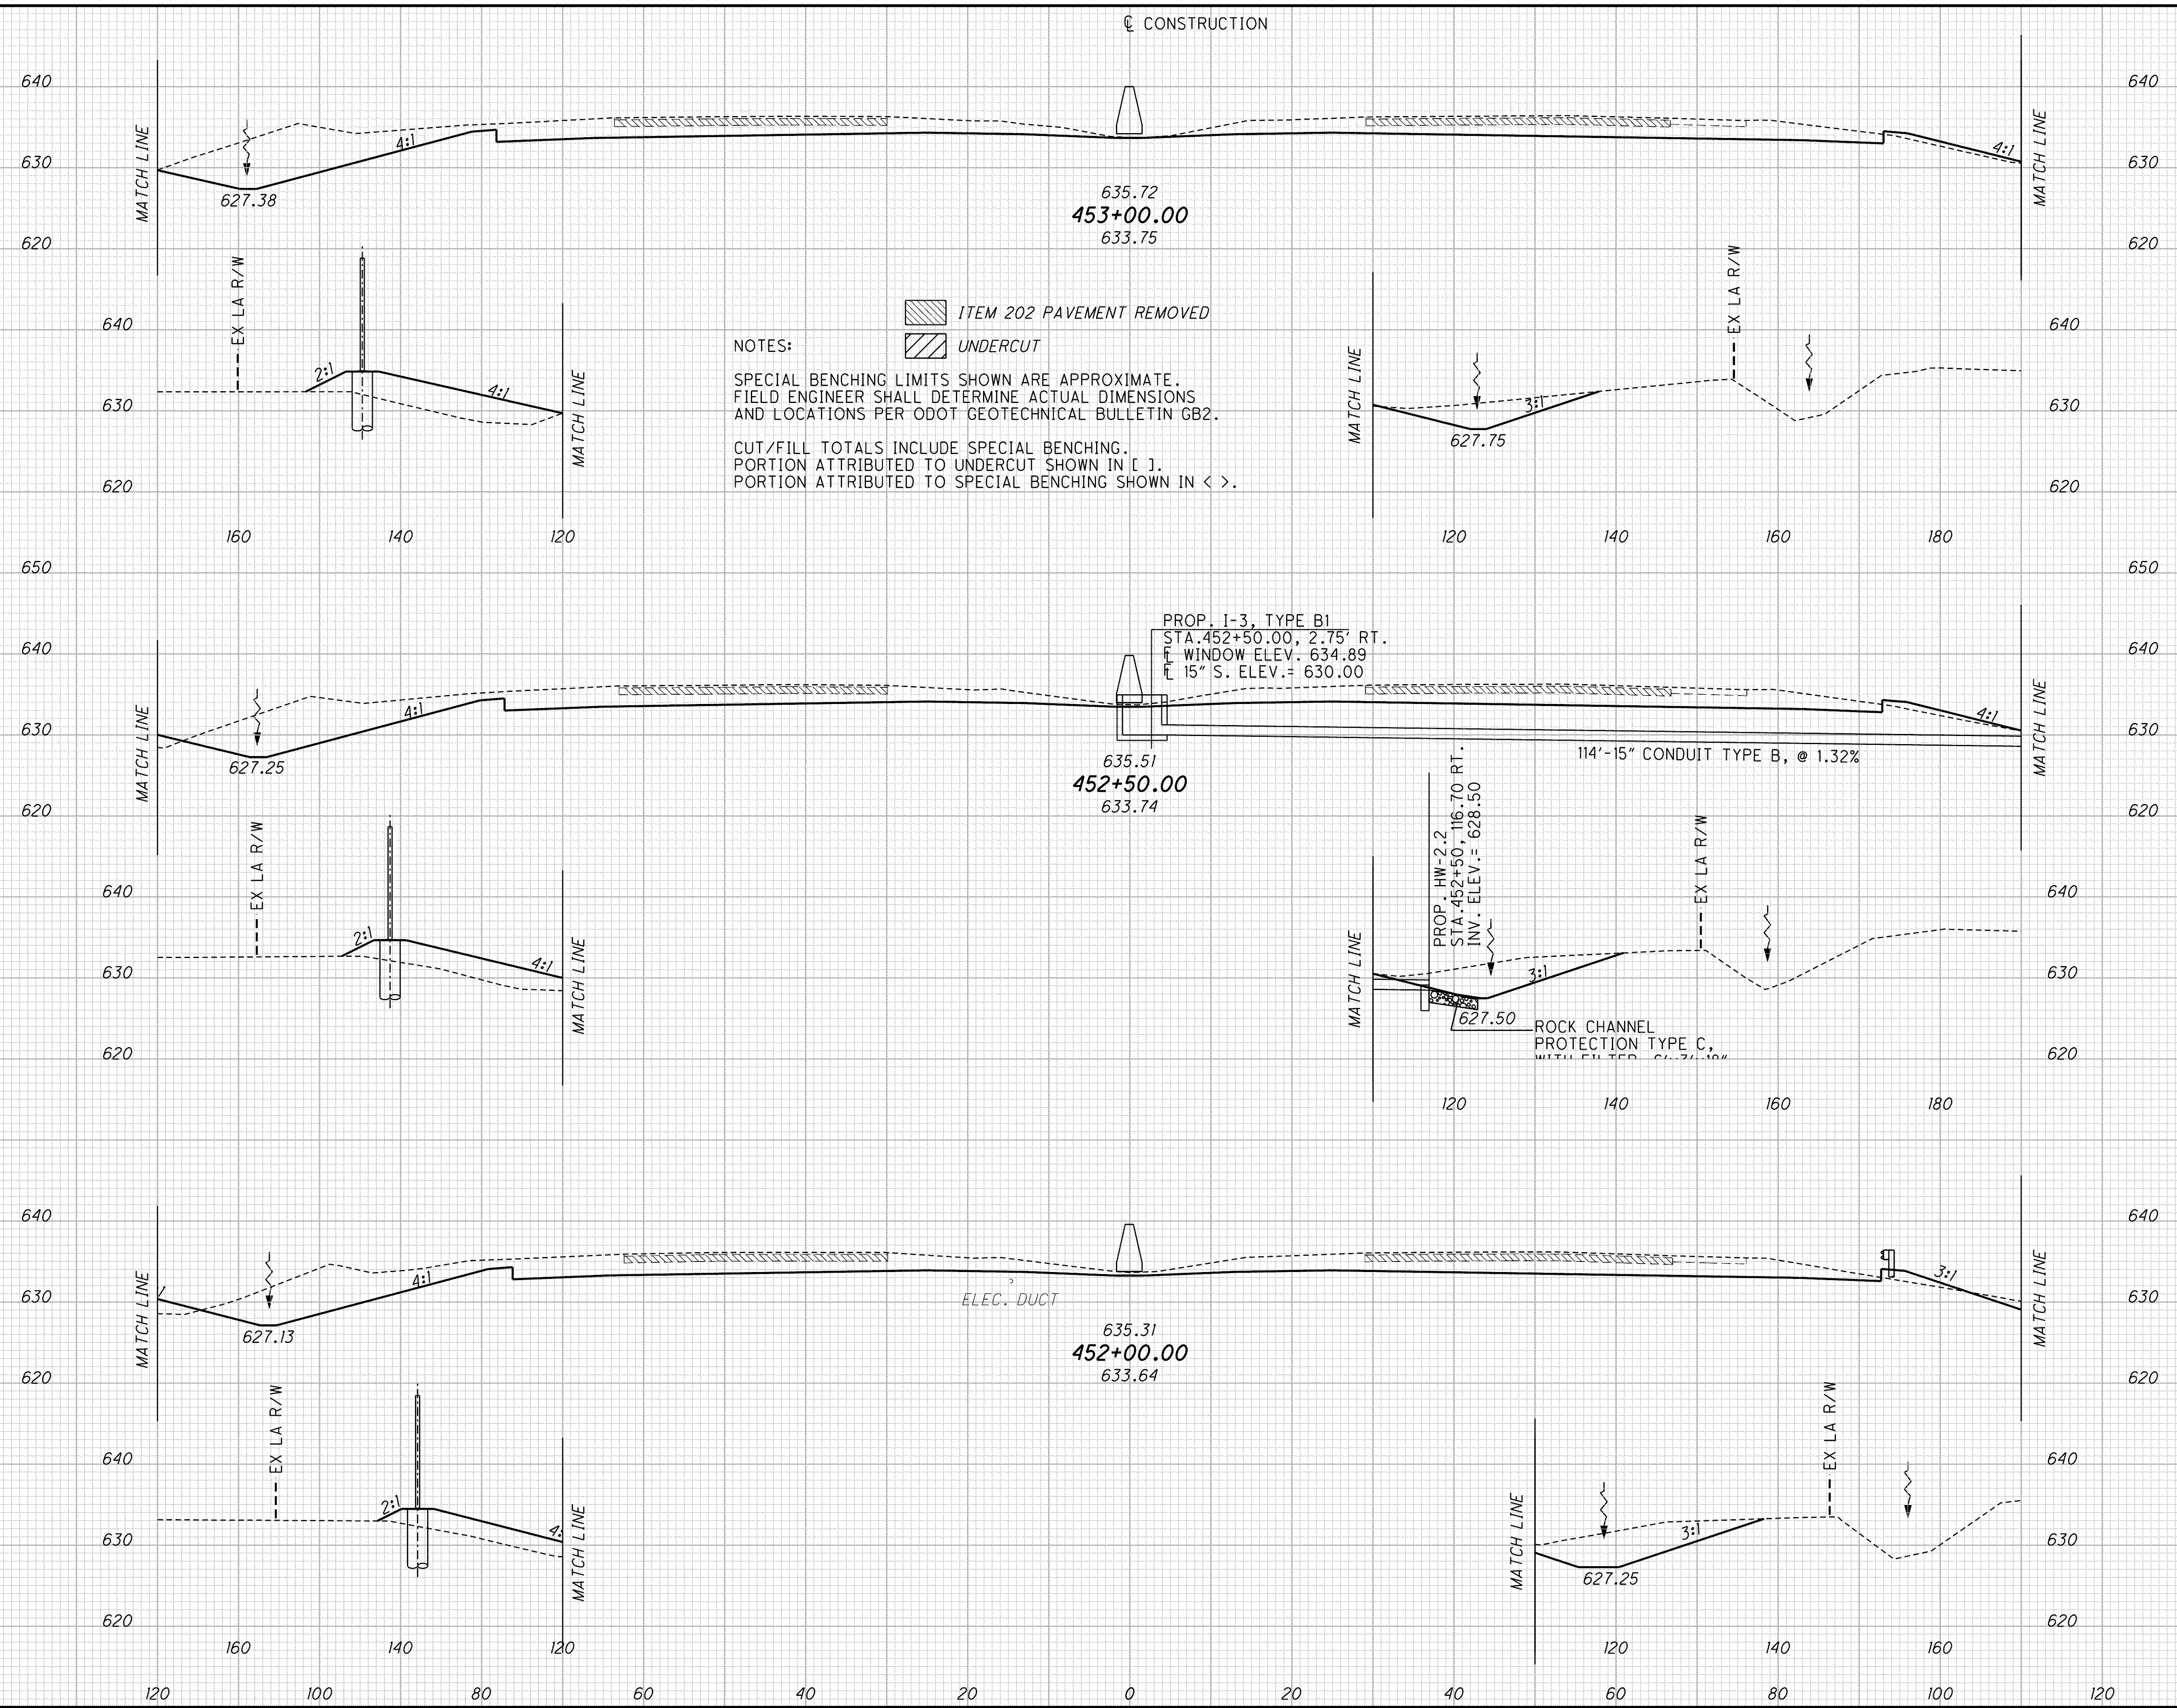 ℄ CONSTRUCTION
640 640
4:1 4:1
MATCH LINE MATCH LINE
630 630
627.38
635.72
453+00.00
633.75
620 620
EX LA R/W EX LA R/W
ITEM 202 PAVEMENT REMOVED
640 640
NOTES: UNDERCUT
2:1 4:1 3:1
MATCH LINE MATCH LINE
SPECIAL BENCHING LIMITS SHOWN ARE APPROXIMATE.
FIELD ENGINEER SHALL DETERMINE ACTUAL DIMENSIONS
AND LOCATIONS PER ODOT GEOTECHNICAL BULLETIN GB2.
630 630
627.75
CUT/FILL TOTALS INCLUDE SPECIAL BENCHING.
PORTION ATTRIBUTED TO UNDERCUT SHOWN IN [ ].
PORTION ATTRIBUTED TO SPECIAL BENCHING SHOWN IN < >.
620 620
160 140 120 120 140 160 180
650 650
PROP. I-3, TYPE B1
STA.452+50.00, 2.75' RT.
WINDOW ELEV. 634.89
15" S. ELEV.= 630.00
640 640
4:1 4:1
MATCH LINE MATCH LINE
630 630
627.25
114'-15" CONDUIT TYPE B, @ 1.32%
635.51
452+50.00
633.74
620 620
EX LA R/W EX LA R/W
PROP. HW-2.2
STA.452+50, 116.70 RT.
INV. ELEV.= 628.50
640 640
2:1 4:1 3:1
MATCH LINE MATCH LINE
630 630
627.50
ROCK CHANNEL
PROTECTION TYPE C,
620 620
120 140 160 180
640 640
4:1 3:1
MATCH LINE MATCH LINE
630 630
ELEC. DUCT
627.13
635.31
452+00.00
633.64
620 620
EX LA R/W EX LA R/W
640 640
2:1 4: 3:1
MATCH LINE MATCH LINE
630 630
627.25
620 620
160 140 120 120 140 160
120 100 80 60 40 20 0 20 40 60 80 100 120